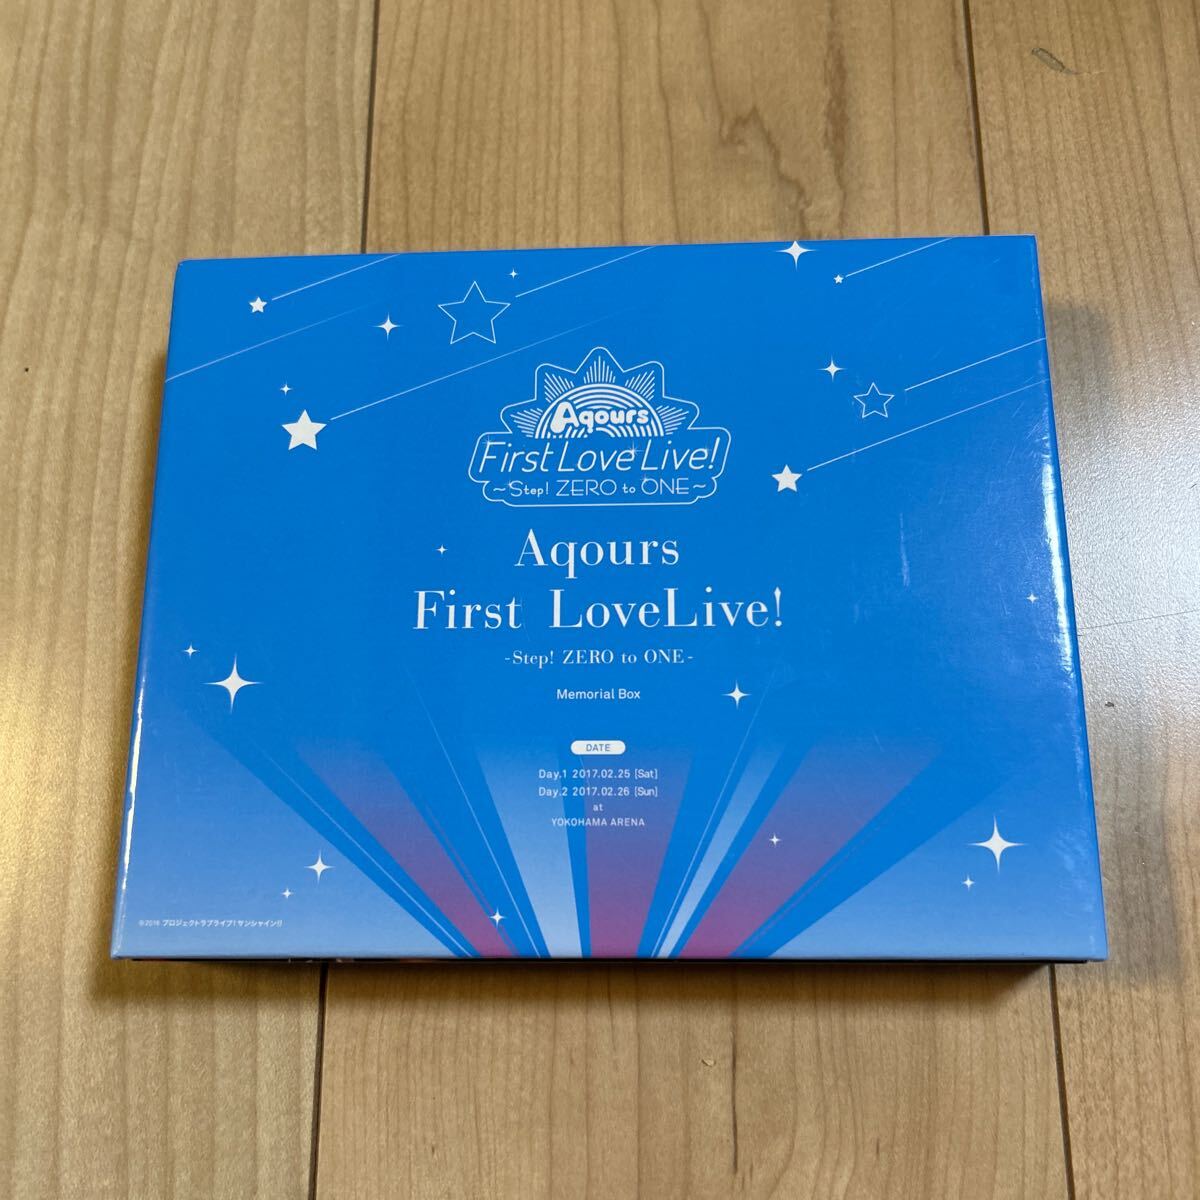 Aqours
First Love Live!
～Step! ZERO to ONE～
Aqours
First LoveLive!
-Step! ZERO to ONE-
Memorial Box
DATE
Day.1 2017.02.25 [Sat]
Day.2 2017.02.26 [Sun]
at
YOKOHAMA ARENA
©2016 プロジェクトラブライブ！サンシャイン!!